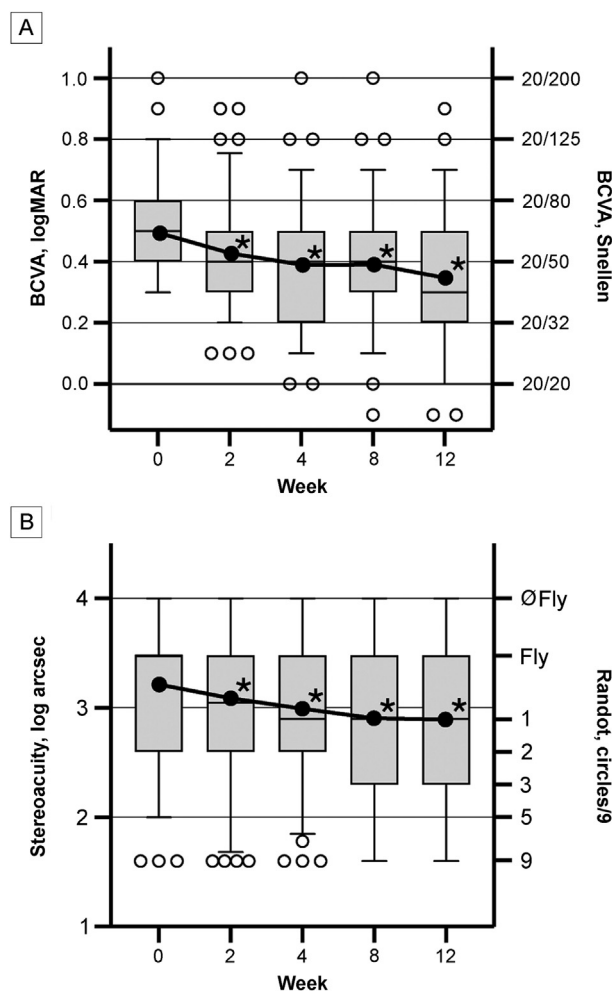 A
1.0
0.8
0.6
0.4
0.2
0.0
BCVA, logMAR
20/200
20/125
20/80
20/50
20/32
20/20
BCVA, Snellen
* * * *
0 2 4 8 12
Week
B
4
3
2
1
Stereoacuity, log arcsec
ØFly
Fly
1
2
3
5
9
Randot, circles/9
* * * *
0 2 4 8 12
Week